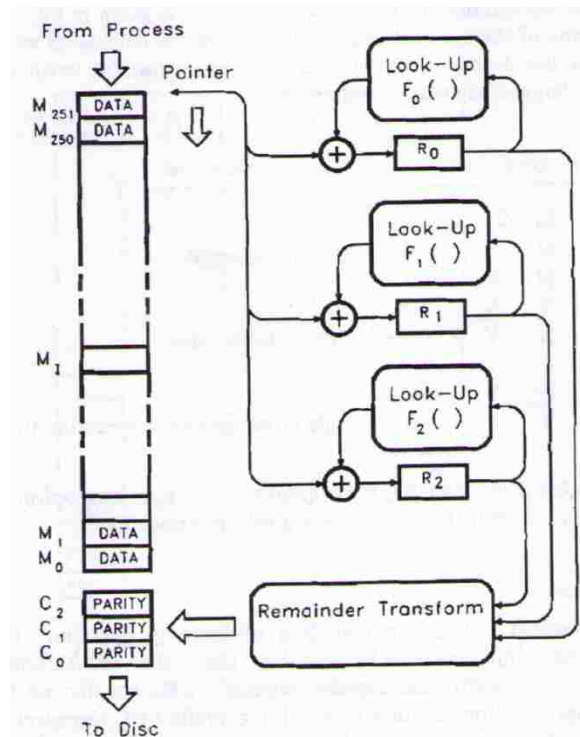 From Process
Pointer
M251 DATA
M250 DATA
MI
M1 DATA
M0 DATA
C2 PARITY
C1 PARITY
C0 PARITY
To Disc
Look-Up
F0( )
R0
Look-Up
F1( )
R1
Look-Up
F2( )
R2
Remainder Transform